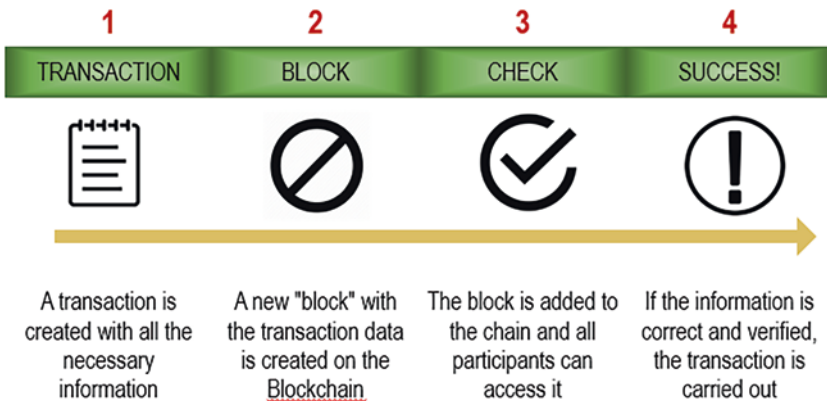 1 2 3 4
TRANSACTION BLOCK CHECK SUCCESS!
A transaction is
created with all the
necessary
information
A new "block" with
the transaction data
is created on the
Blockchain
The block is added to
the chain and all
participants can
access it
If the information is
correct and verified,
the transaction is
carried out